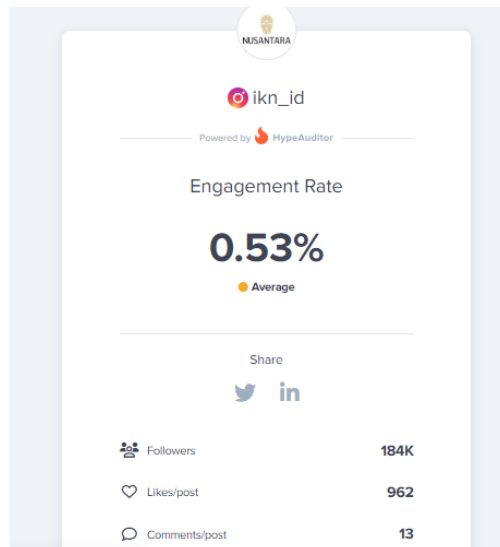 NUSANTARA
ikn_id
Powered by HypeAuditor
Engagement Rate
0.53%
Average
Share
Followers 184K
Likes/post 962
Comments/post 13